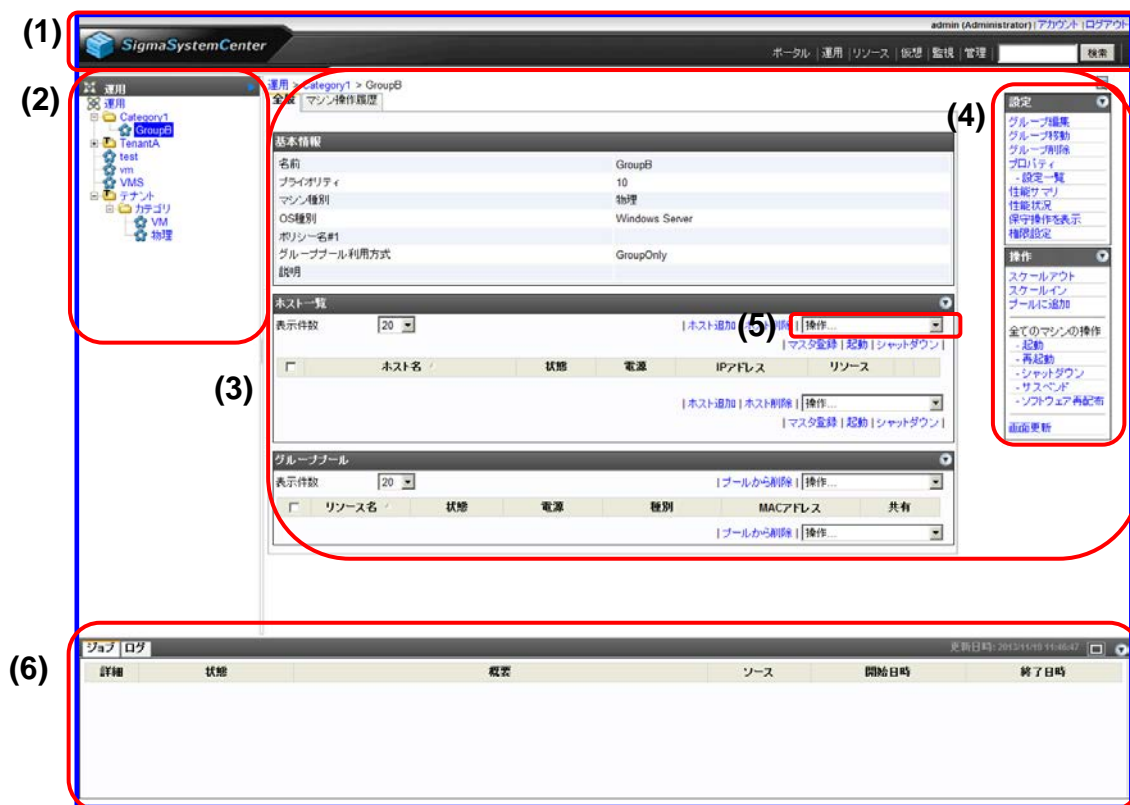 (1)
admin (Administrator) | アカウント | ログアウト
SigmaSystemCenter
ポータル | 運用 | リソース | 仮想 | 監視 | 管理 | 検索
(2)
運用
運用
Category1
GroupB
TenantA
test
vm
VMS
テナント
カテゴリ
VM
物理
(3)
運用 > Category1 > GroupB
全般 マシン操作履歴
基本情報
名前 GroupB
プライオリティ 10
マシン種別 物理
OS種別 Windows Server
ポリシー名#1
グループプール利用方式 GroupOnly
説明
ホスト一覧
表示件数 20 | ホスト追加 | ホスト削除 | 操作...
(5)
| マスタ登録 | 起動 | シャットダウン |
ホスト名 状態 電源 IPアドレス リソース
| ホスト追加 | ホスト削除 | 操作...
| マスタ登録 | 起動 | シャットダウン |
グループプール
表示件数 20 | プールから削除 | 操作...
リソース名 状態 電源 種別 MACアドレス 共有
| プールから削除 | 操作...
(4)
設定
グループ編集
グループ移動
グループ削除
プロパティ
- 設定一覧
性能サマリ
性能状況
保守操作を表示
権限設定
操作
スケールアウト
スケールイン
プールに追加
全てのマシンの操作
- 起動
- 再起動
- シャットダウン
- サスペンド
- ソフトウェア再配布
画面更新
(6)
ジョブ ログ 更新日時: 2013/11/19 11:46:47
詳細 状態 概要 ソース 開始日時 終了日時